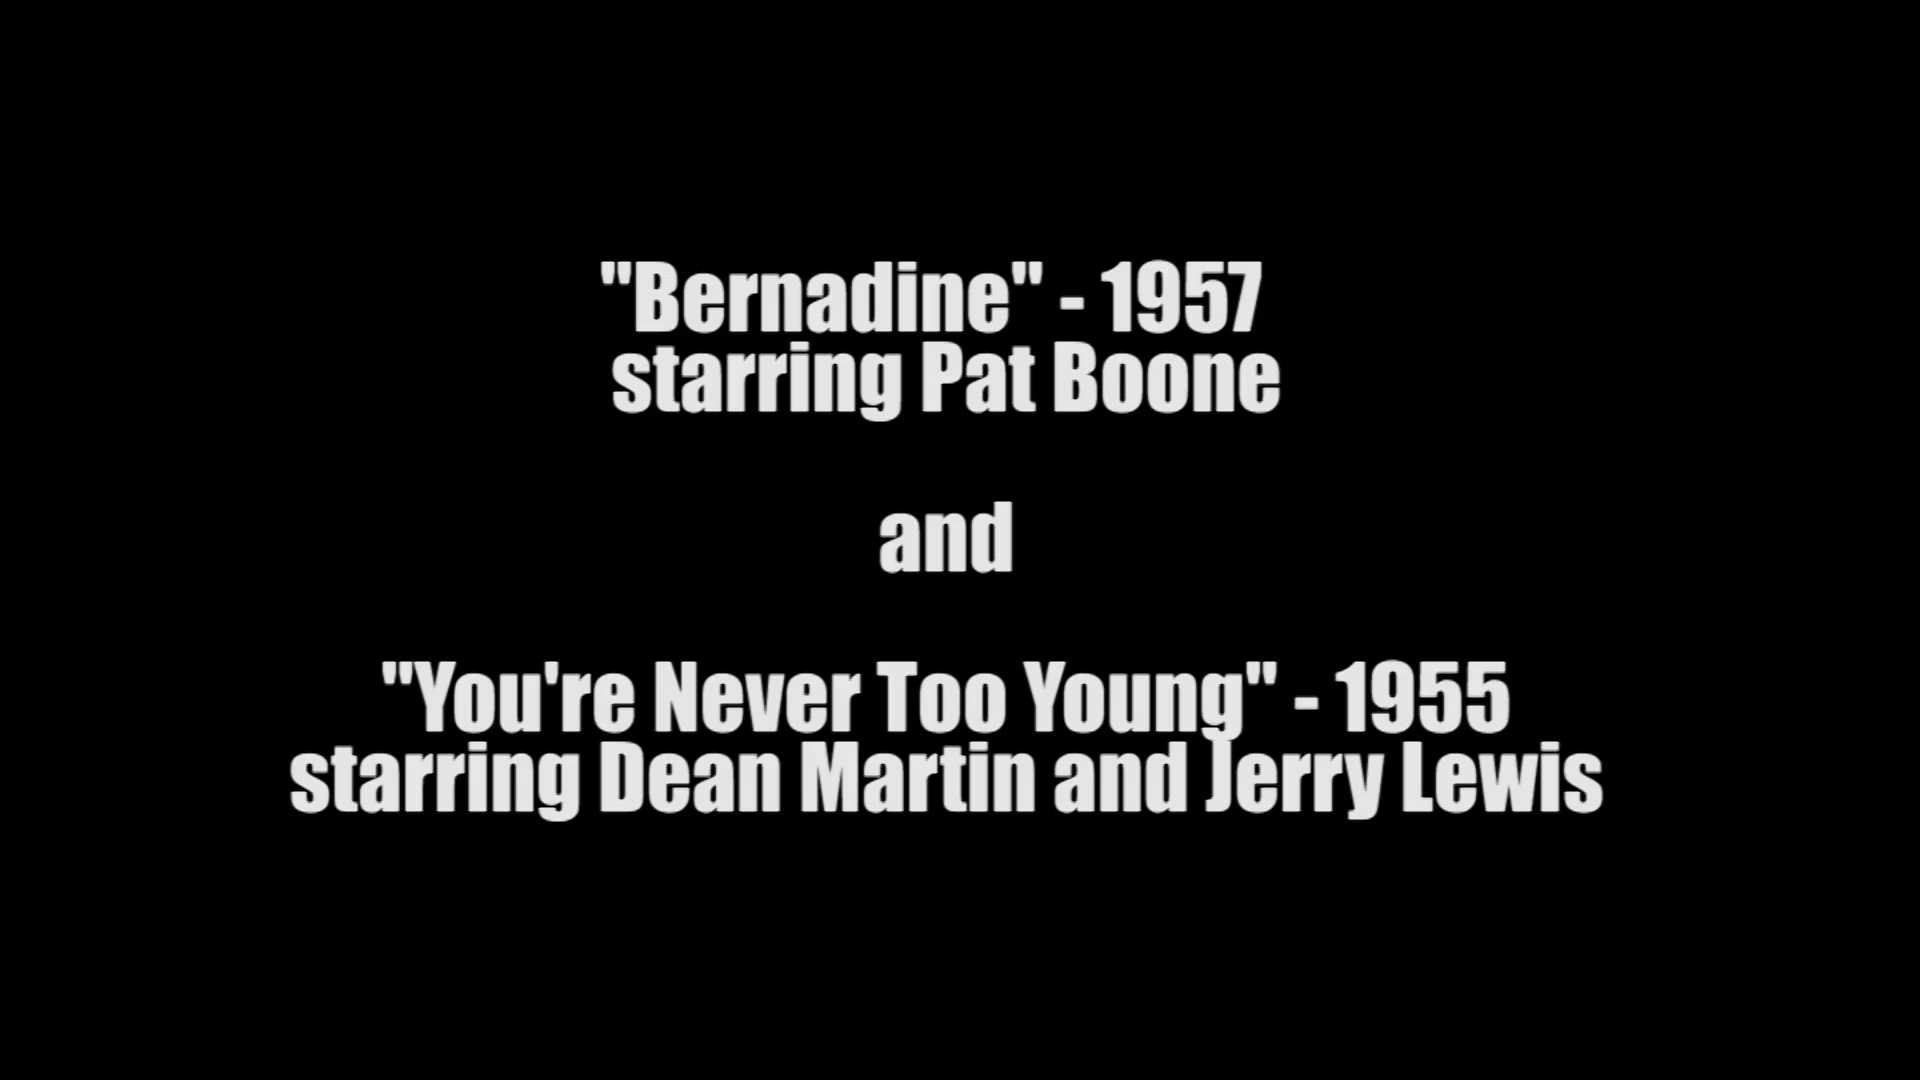 "Bernadine" - 1957
starring Pat Boone
and
"You're Never Too Young" - 1955
starring Dean Martin and Jerry Lewis